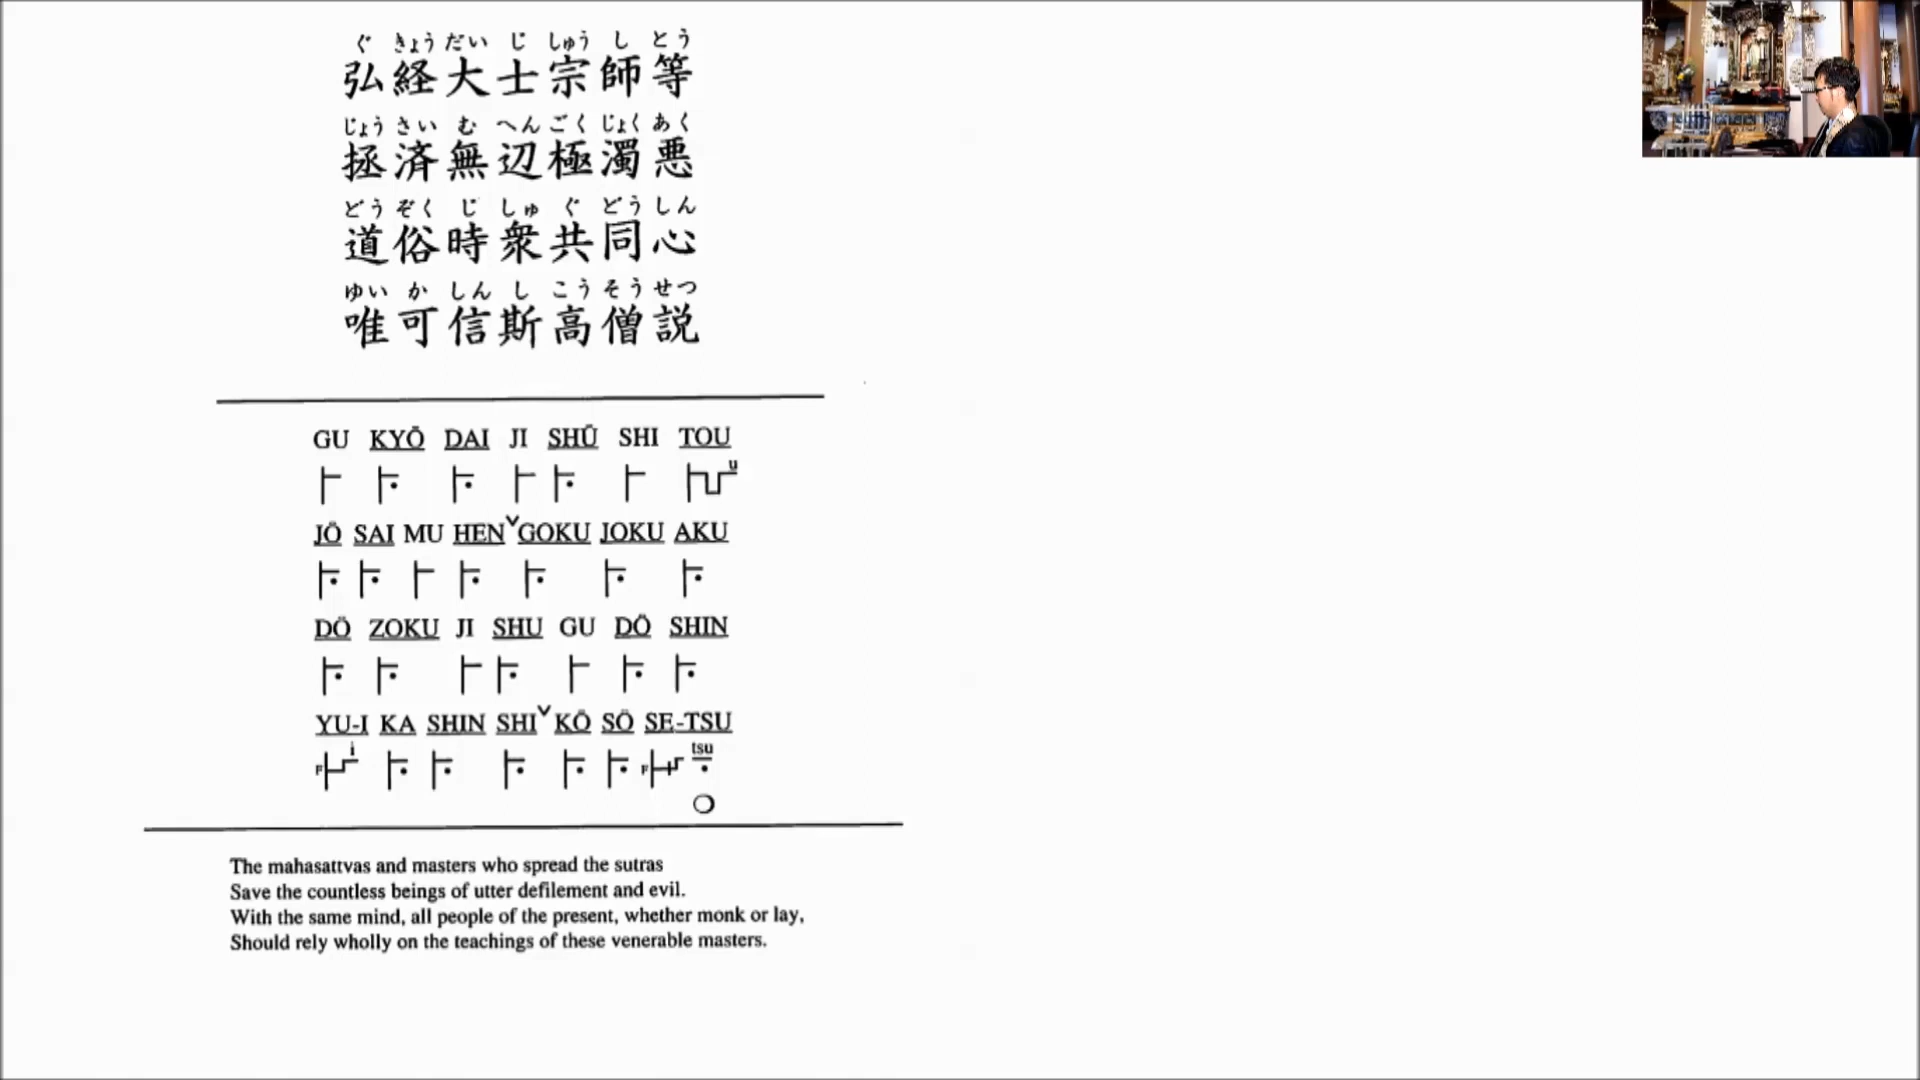 ぐ きょう だい じ しゅう し とう
弘経大士宗師等
じょう さい む へん ごく じょく あく
拯済無辺極濁悪
どう ぞく じ しゅ ぐ どう しん
道俗時衆共同心
ゆい か しん し こう そう せつ
唯可信斯高僧説
GU KYŌ DAI JI SHŪ SHI TOU
u
JŌ SAI MU HEN GOKU JOKU AKU
DŌ ZOKU JI SHU GU DŌ SHIN
YU-I KA SHIN SHI KŌ SŌ SE-TSU
F i F tsu
The mahasattvas and masters who spread the sutras
Save the countless beings of utter defilement and evil.
With the same mind, all people of the present, whether monk or lay,
Should rely wholly on the teachings of these venerable masters.